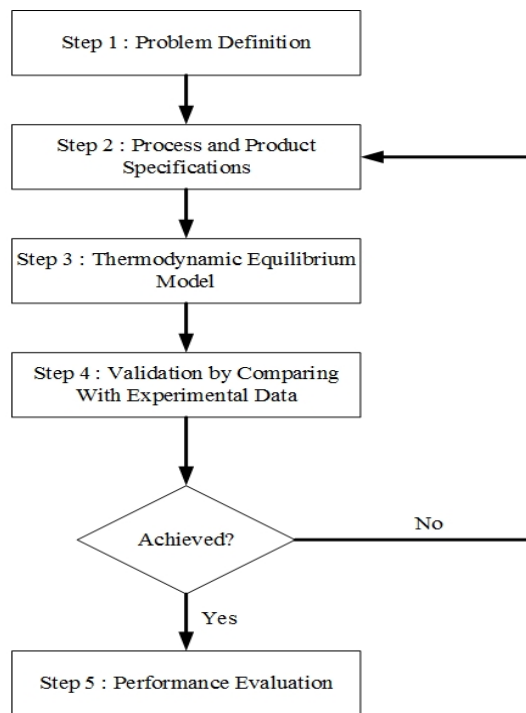 Step 1 : Problem Definition
Step 2 : Process and Product
Specifications
Step 3 : Thermodynamic Equilibrium
Model
Step 4 : Validation by Comparing
With Experimental Data
Achieved?
No
Yes
Step 5 : Performance Evaluation